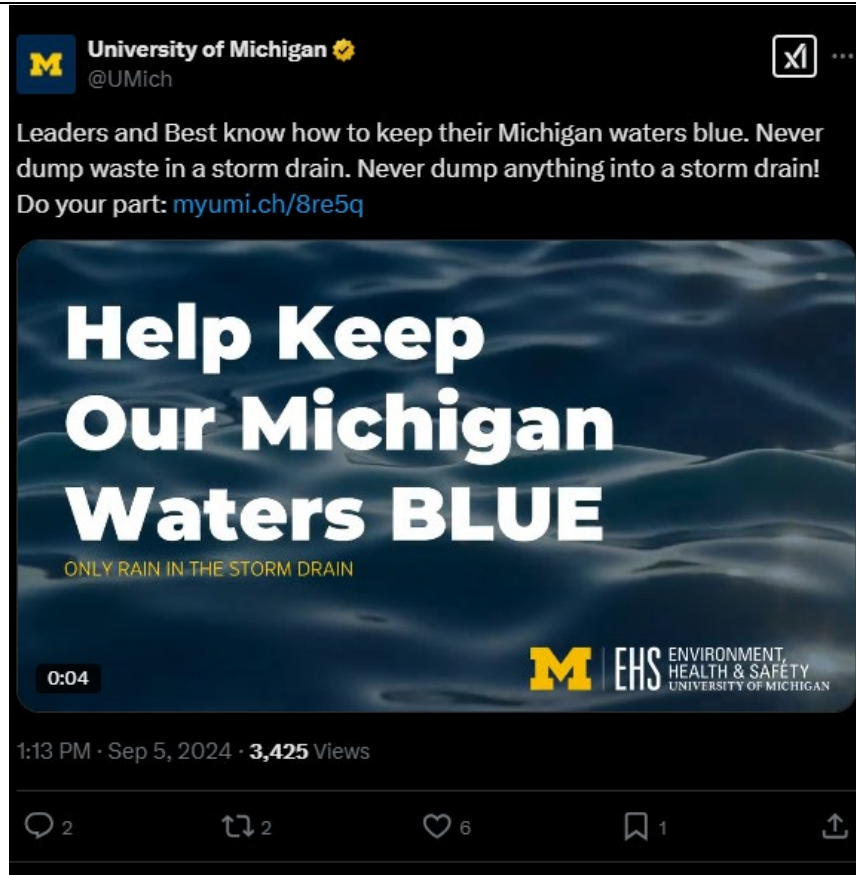 M
University of Michigan
@UMich
Leaders and Best know how to keep their Michigan waters blue. Never
dump waste in a storm drain. Never dump anything into a storm drain!
Do your part: myumi.ch/8re5q
Help Keep
Our Michigan
Waters BLUE
ONLY RAIN IN THE STORM DRAIN
M EHS ENVIRONMENT,
HEALTH & SAFETY
UNIVERSITY OF MICHIGAN
0:04
1:13 PM · Sep 5, 2024 · 3,425 Views
2 2 6 1